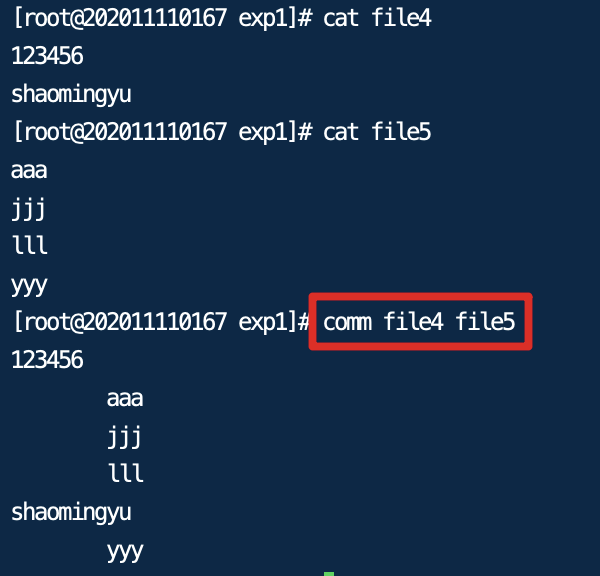 [root@202011110167 exp1]# cat file4
123456
shaomingyu
[root@202011110167 exp1]# cat file5
aaa
jjj
lll
yyy
[root@202011110167 exp1]# comm file4 file5
123456
        aaa
        jjj
        lll
shaomingyu
        yyy